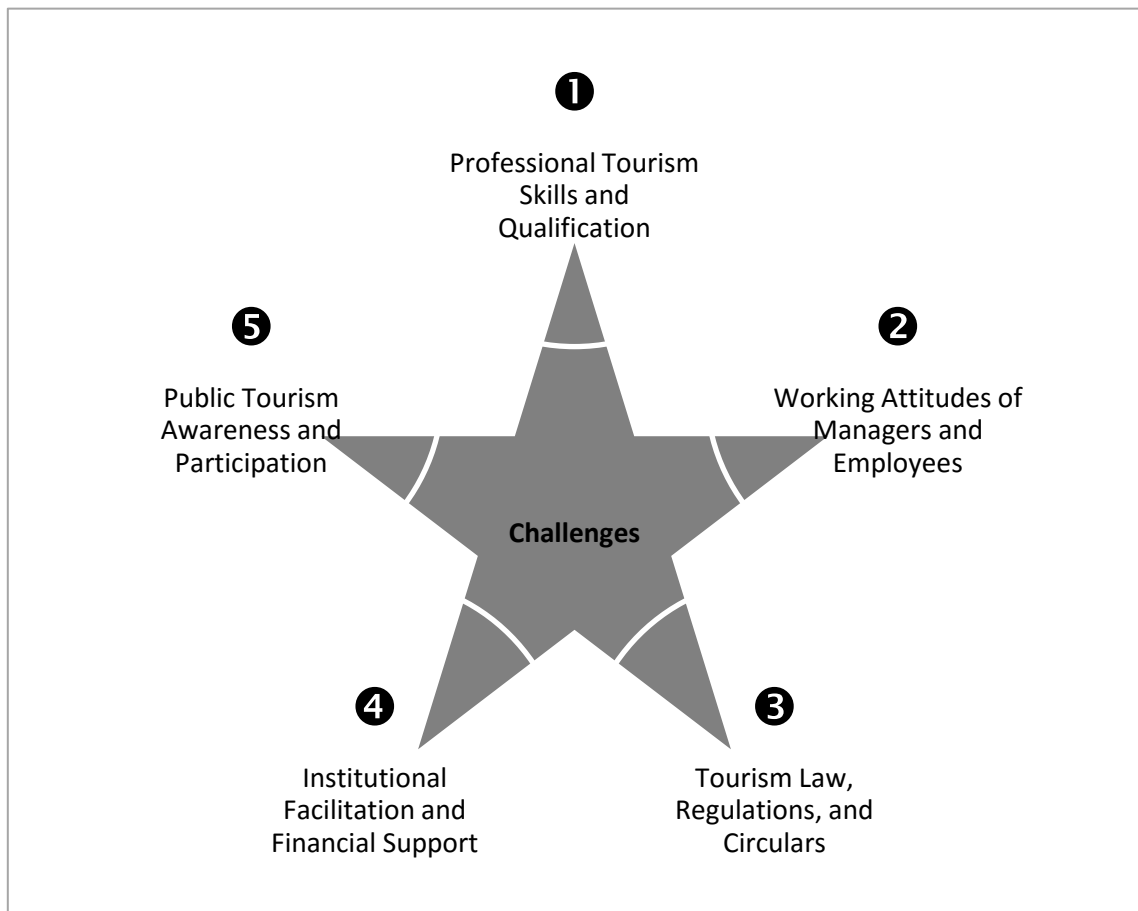 ❶
Professional Tourism
Skills and
Qualification
❷
Working Attitudes of
Managers and
Employees
❸
Tourism Law,
Regulations, and
Circulars
❹
Institutional
Facilitation and
Financial Support
❺
Public Tourism
Awareness and
Participation
Challenges